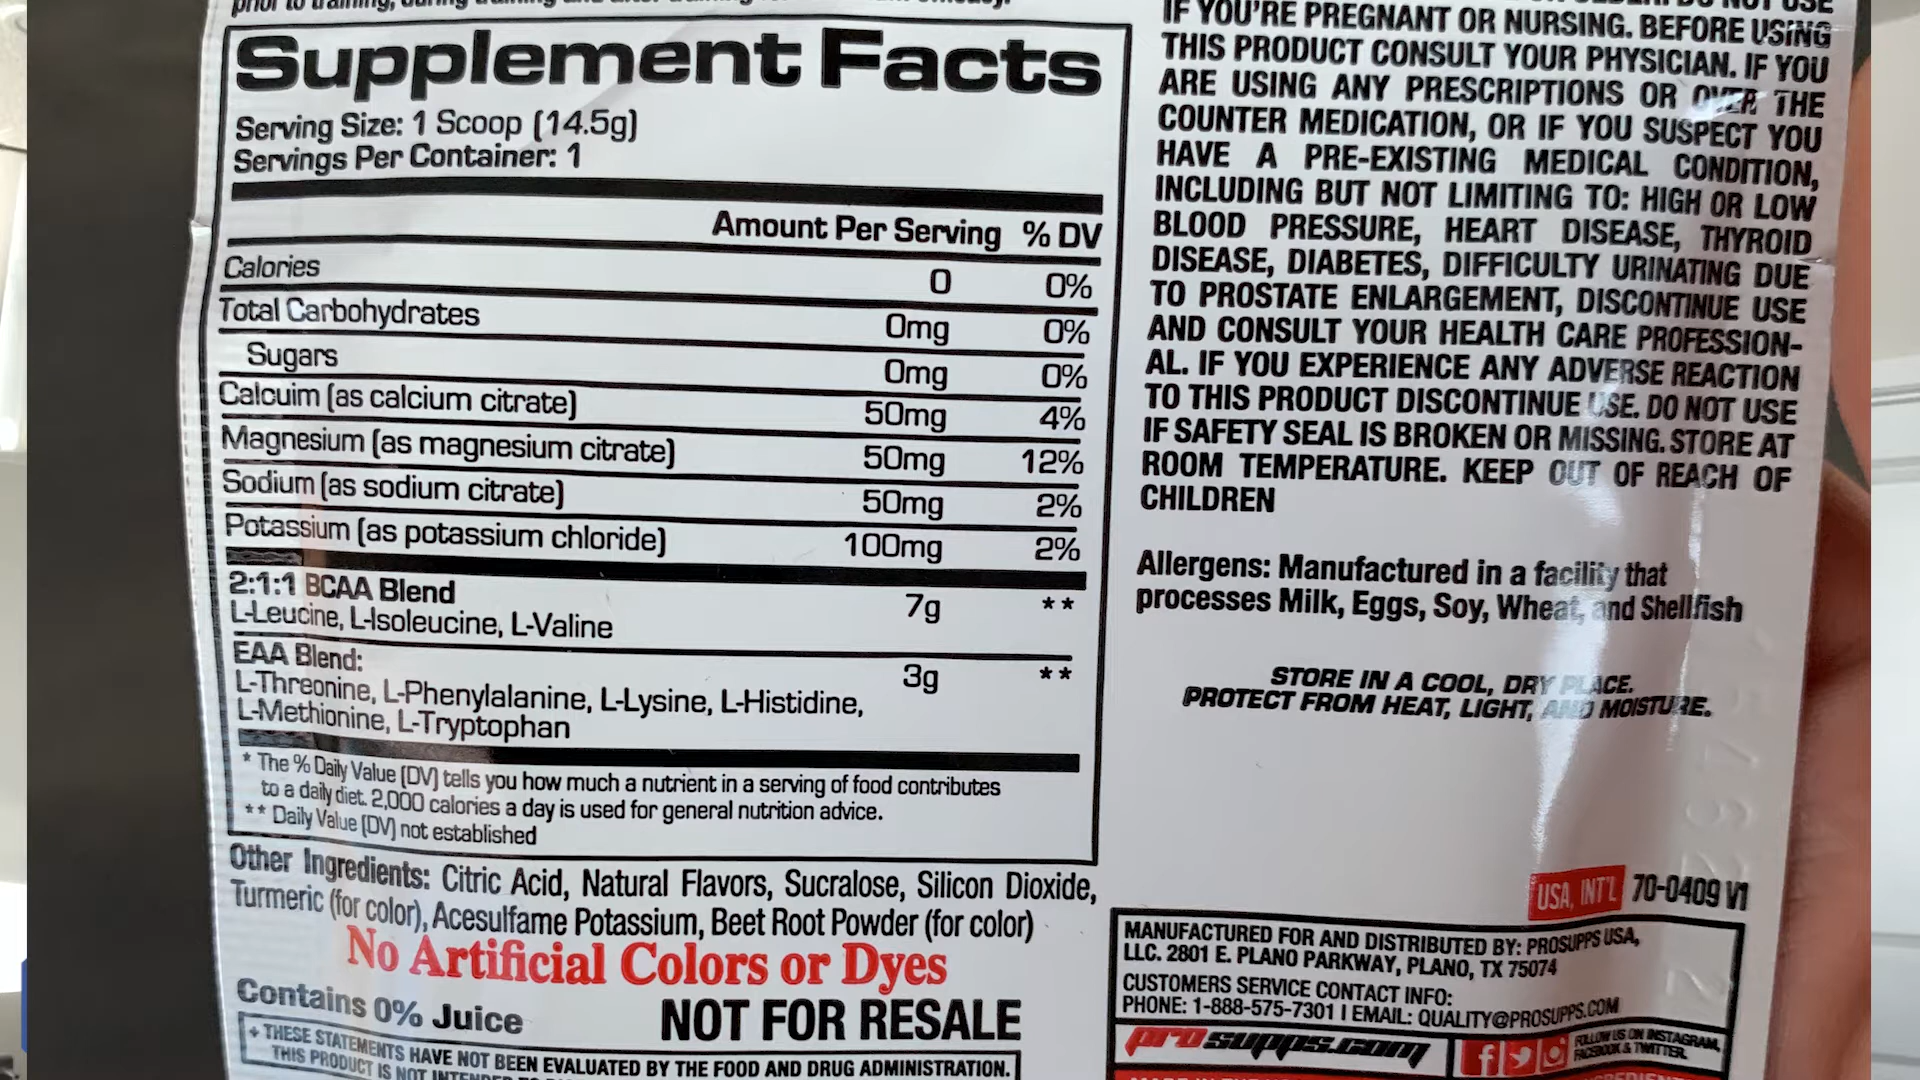 Supplement Facts
Serving Size: 1 Scoop (14.5g)
Servings Per Container: 1
Amount Per Serving % DV
Calories 0 0%
Total Carbohydrates 0mg 0%
Sugars 0mg 0%
Calcuim (as calcium citrate) 50mg 4%
Magnesium (as magnesium citrate) 50mg 12%
Sodium (as sodium citrate) 50mg 2%
Potassium (as potassium chloride) 100mg 2%
2:1:1 BCAA Blend 7g **
L-Leucine, L-Isoleucine, L-Valine
EAA Blend: 3g **
L-Threonine, L-Phenylalanine, L-Lysine, L-Histidine,
L-Methionine, L-Tryptophan
* The % Daily Value (DV) tells you how much a nutrient in a serving of food contributes
to a daily diet. 2,000 calories a day is used for general nutrition advice.
** Daily Value (DV) not established
Other Ingredients: Citric Acid, Natural Flavors, Sucralose, Silicon Dioxide,
Turmeric (for color), Acesulfame Potassium, Beet Root Powder (for color)
No Artificial Colors or Dyes
Contains 0% Juice NOT FOR RESALE
+ THESE STATEMENTS HAVE NOT BEEN EVALUATED BY THE FOOD AND DRUG ADMINISTRATION.
THIS PRODUCT IS NOT
IF YOU'RE PREGNANT OR NURSING. BEFORE USING
THIS PRODUCT CONSULT YOUR PHYSICIAN. IF YOU
ARE USING ANY PRESCRIPTIONS OR OVER THE
COUNTER MEDICATION, OR IF YOU SUSPECT YOU
HAVE A PRE-EXISTING MEDICAL CONDITION,
INCLUDING BUT NOT LIMITING TO: HIGH OR LOW
BLOOD PRESSURE, HEART DISEASE, THYROID
DISEASE, DIABETES, DIFFICULTY URINATING DUE
TO PROSTATE ENLARGEMENT, DISCONTINUE USE
AND CONSULT YOUR HEALTH CARE PROFESSION-
AL. IF YOU EXPERIENCE ANY ADVERSE REACTION
TO THIS PRODUCT DISCONTINUE USE. DO NOT USE
IF SAFETY SEAL IS BROKEN OR MISSING. STORE AT
ROOM TEMPERATURE. KEEP OUT OF REACH OF
CHILDREN
Allergens: Manufactured in a facility that
processes Milk, Eggs, Soy, Wheat, and Shellfish
STORE IN A COOL, DRY PLACE.
PROTECT FROM HEAT, LIGHT, AND MOISTURE.
USA, INT'L 70-0409 V1
MANUFACTURED FOR AND DISTRIBUTED BY: PROSUPPS USA,
LLC. 2801 E. PLANO PARKWAY, PLANO, TX 75074
CUSTOMERS SERVICE CONTACT INFO:
PHONE: 1-888-575-7301 | EMAIL: QUALITY@PROSUPPS.COM
prosupps.com
FOLLOW US ON INSTAGRAM,
FACEBOOK & TWITTER.